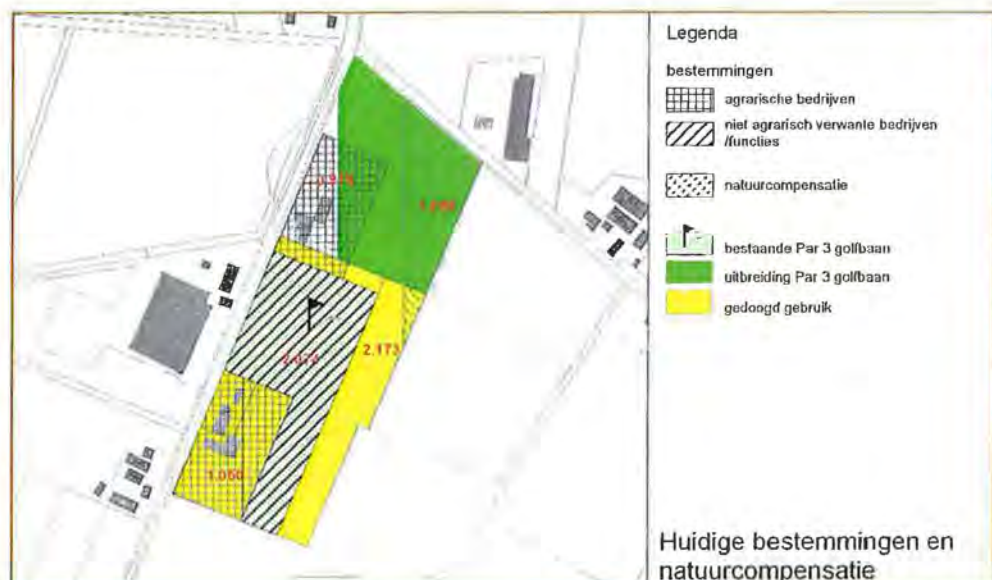 Legenda
bestemmingen
agrarische bedrijven
niet agrarisch verwante bedrijven
/functies
natuurcompensatie
bestaande Par 3 golfbaan
uitbreiding Par 3 golfbaan
gedoogd gebruik
2.173
1.050
Huidige bestemmingen en
natuurcompensatie